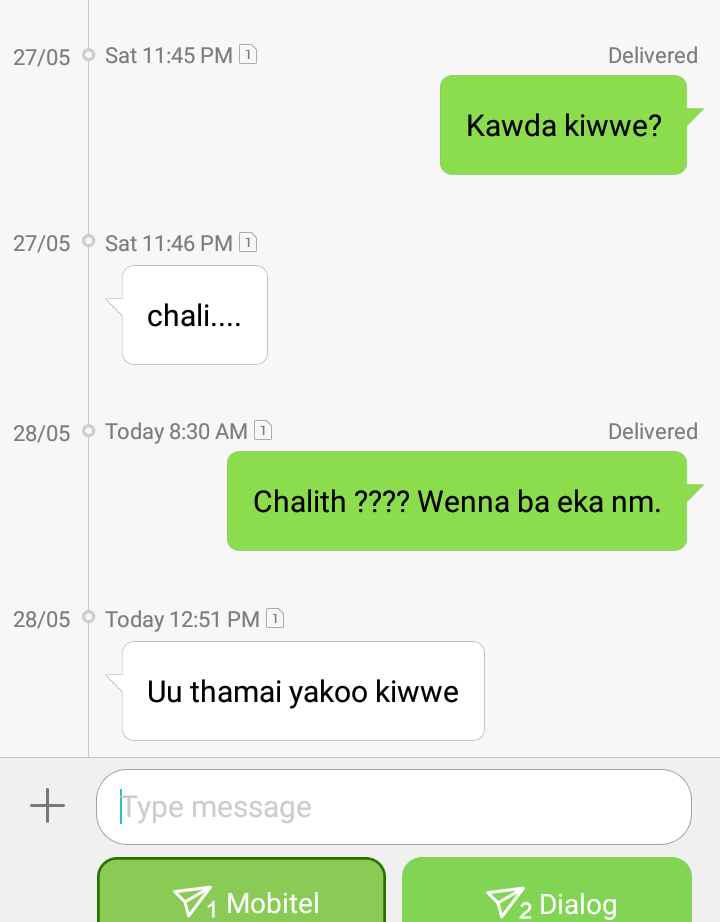 27/05 Sat 11:45 PM 1 Delivered
Kawda kiwwe?
27/05 Sat 11:46 PM 1
chali....
28/05 Today 8:30 AM 1 Delivered
Chalith ???? Wenna ba eka nm.
28/05 Today 12:51 PM 1
Uu thamai yakoo kiwwe
Type message
1 Mobitel 2 Dialog